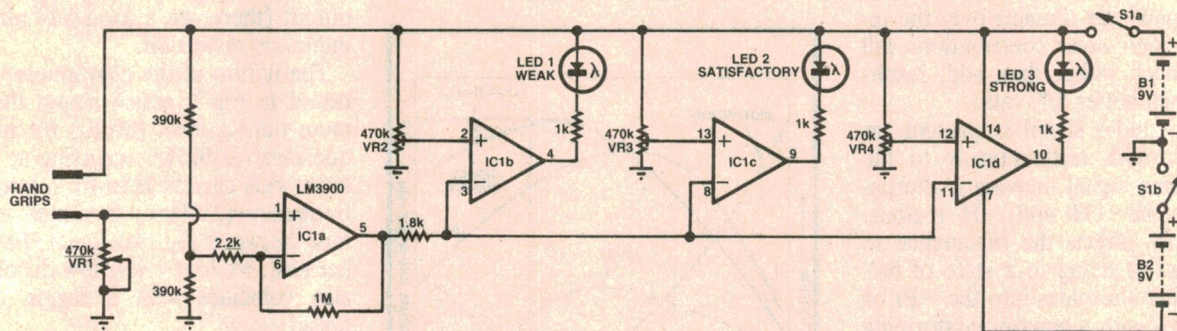 S1a
LED 1
WEAK
LED 2
SATISFACTORY
LED 3
STRONG
B1
9V
390k
470k
VR2
2
+
3
−
IC1b
4
1k
470k
VR3
13
+
8
−
IC1c
9
1k
470k
VR4
12
+
11
−
IC1d
14
7
10
1k
HAND
GRIPS
LM3900
1
+
6
−
IC1a
5
1.8k
2.2k
470k
VR1
390k
1M
S1b
B2
9V